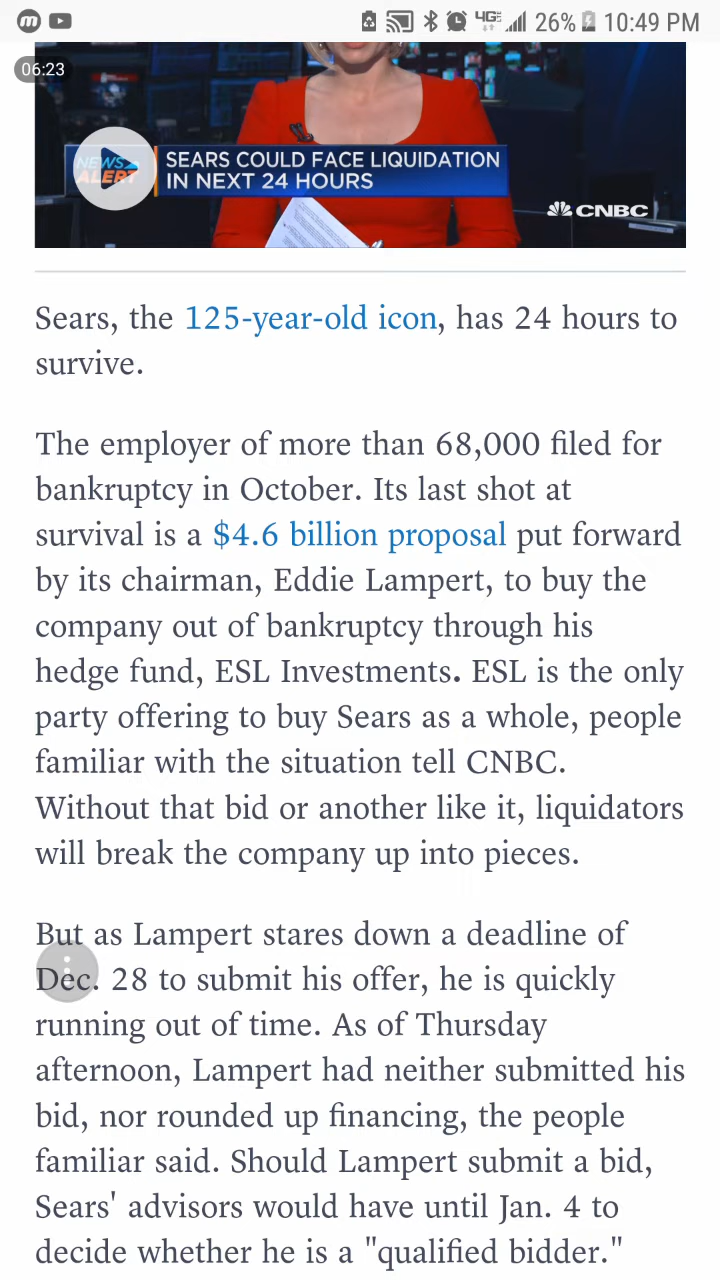 26% 10:49 PM
06:23
NEWS ALERT
SEARS COULD FACE LIQUIDATION
IN NEXT 24 HOURS
CNBC
Sears, the 125-year-old icon, has 24 hours to
survive.
The employer of more than 68,000 filed for
bankruptcy in October. Its last shot at
survival is a $4.6 billion proposal put forward
by its chairman, Eddie Lampert, to buy the
company out of bankruptcy through his
hedge fund, ESL Investments. ESL is the only
party offering to buy Sears as a whole, people
familiar with the situation tell CNBC.
Without that bid or another like it, liquidators
will break the company up into pieces.
But as Lampert stares down a deadline of
Dec. 28 to submit his offer, he is quickly
running out of time. As of Thursday
afternoon, Lampert had neither submitted his
bid, nor rounded up financing, the people
familiar said. Should Lampert submit a bid,
Sears' advisors would have until Jan. 4 to
decide whether he is a "qualified bidder."